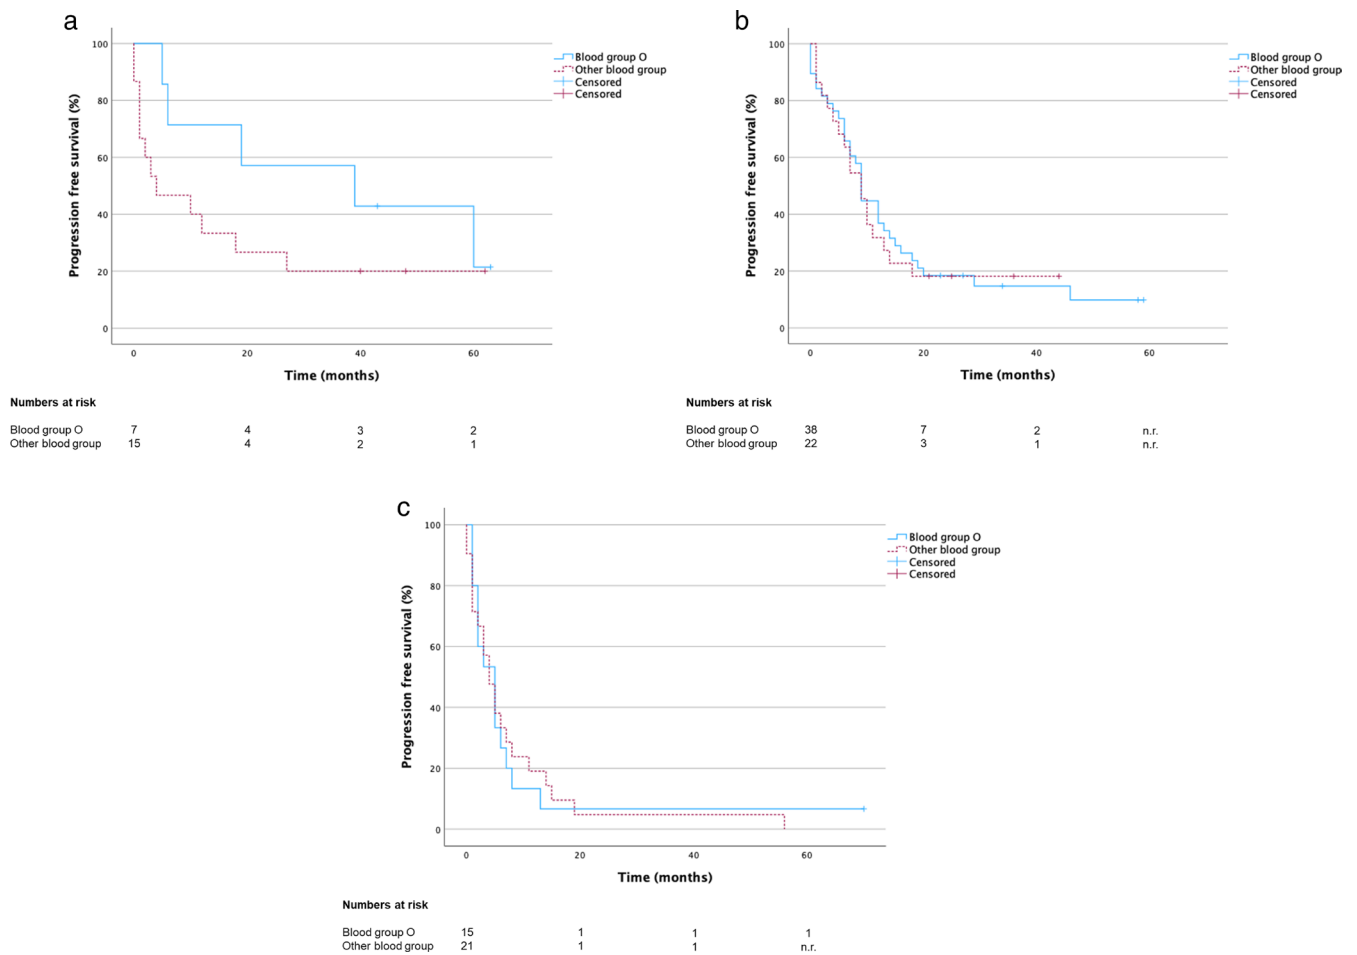 a
100
80
60
40
20
0
Progression free survival (%)
0 20 40 60
Time (months)
Blood group O
Other blood group
Censored
Censored
Numbers at risk
Blood group O 7 4 3 2
Other blood group 15 4 2 1
b
100
80
60
40
20
0
Progression free survival (%)
0 20 40 60
Time (months)
Blood group O
Other blood group
Censored
Censored
Numbers at risk
Blood group O 38 7 2 n.r.
Other blood group 22 3 1 n.r.
c
100
80
60
40
20
0
Progression free survival (%)
0 20 40 60
Time (months)
Blood group O
Other blood group
Censored
Censored
Numbers at risk
Blood group O 15 1 1 1
Other blood group 21 1 1 n.r.